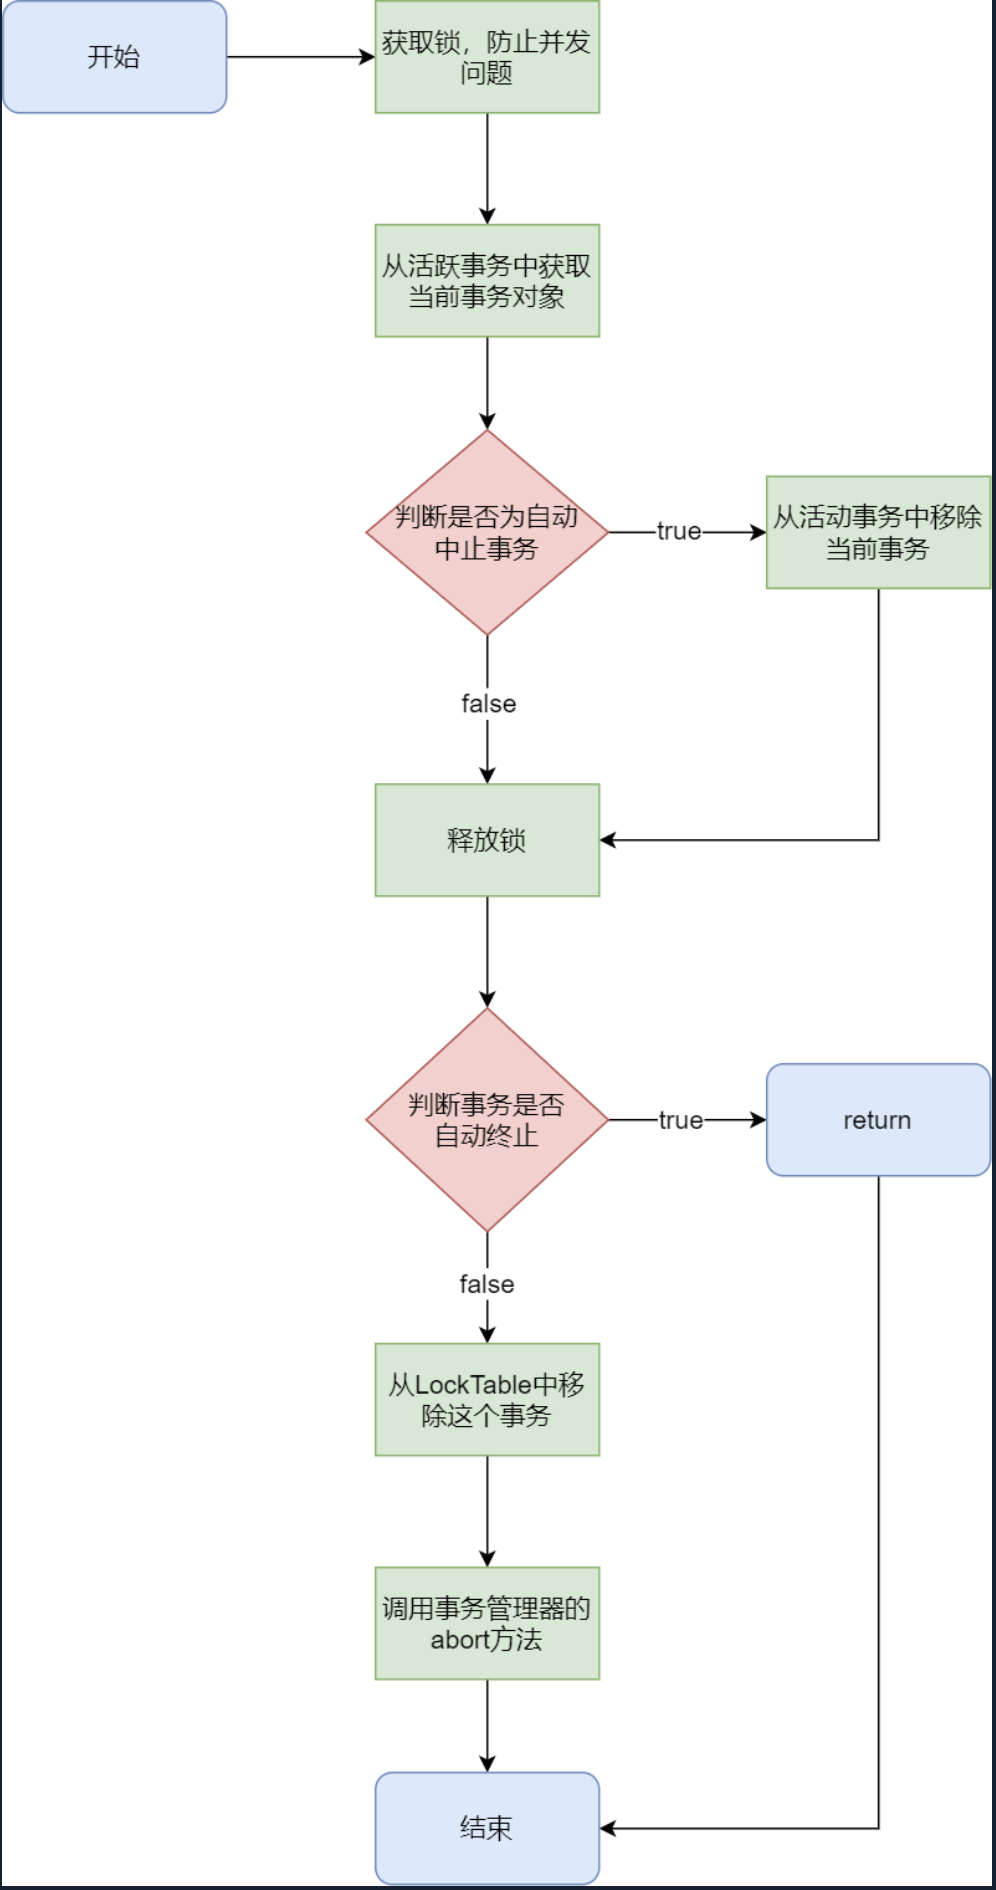 开始
获取锁，防止并发
问题
从活跃事务中获取
当前事务对象
判断是否为自动
中止事务
true
从活动事务中移除
当前事务
false
释放锁
判断事务是否
自动终止
true
return
false
从LockTable中移
除这个事务
调用事务管理器的
abort方法
结束